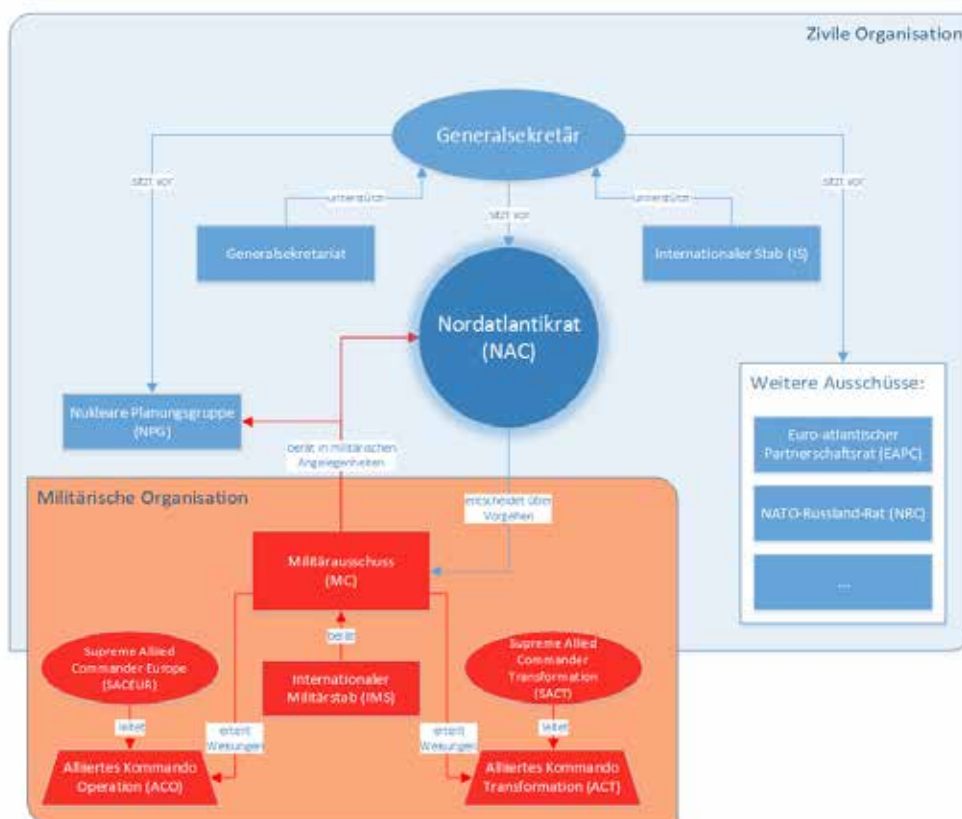 Zivile Organisation
Generalsekretär
sitzt vor
unterstützt
sitzt vor
unterstützt
sitzt vor
Generalsekretariat
Internationaler Stab (IS)
Nordatlantikrat
(NAC)
Nukleare Planungsgruppe
(NPG)
Weitere Ausschüsse:
Euro-atlantischer
Partnerschaftsrat (EAPC)
NATO-Russland-Rat (NRC)
...
berät in militärischen
Angelegenheiten
entscheidet über
Vorgehen
Militärische Organisation
Militärausschuss
(MC)
berät
Supreme Allied
Commander Europe
(SACEUR)
Internationaler
Militärstab (IMS)
Supreme Allied
Commander
Transformation
(SACT)
leitet
erteilt
Weisungen
erteilt
Weisungen
leitet
Alliiertes Kommando
Operation (ACO)
Alliiertes Kommando
Transformation (ACT)